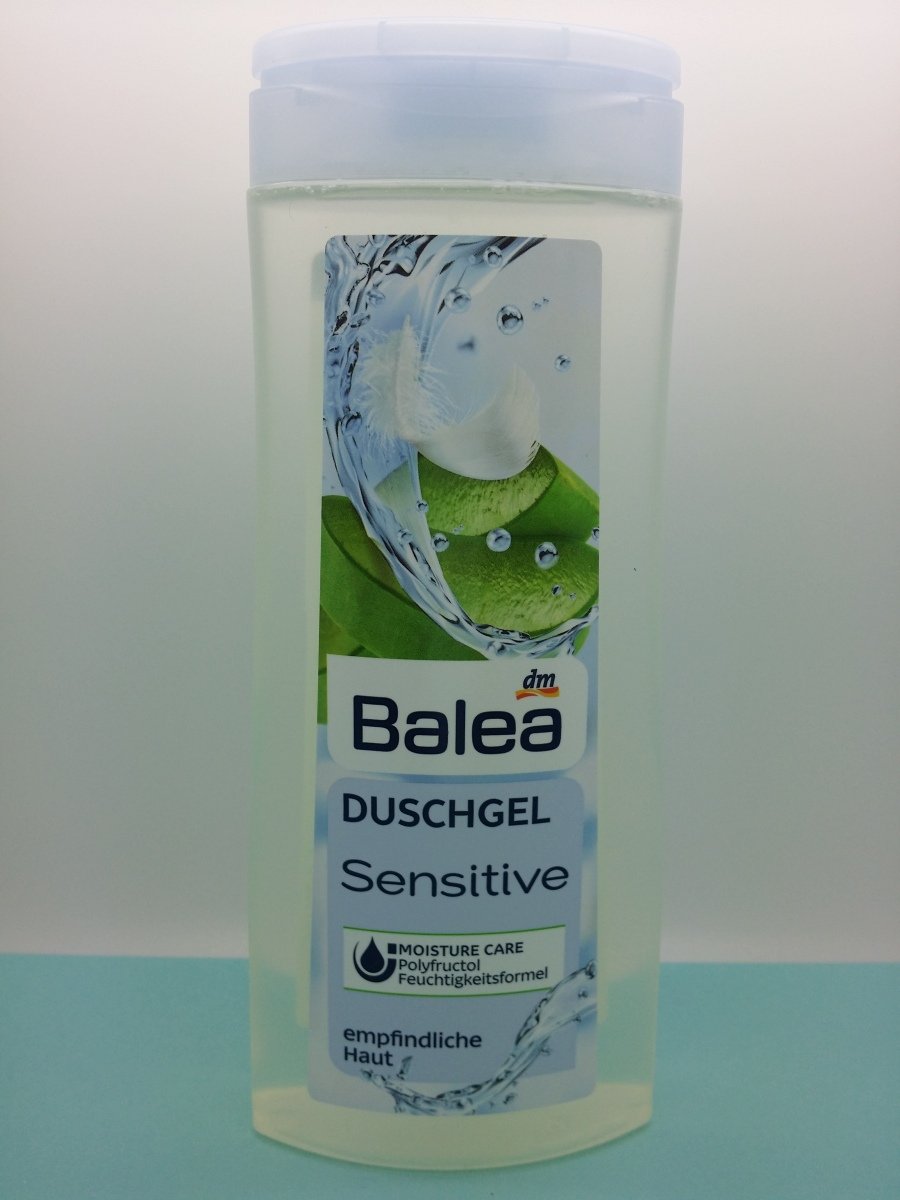 dm
Balea
DUSCHGEL
Sensitive
MOISTURE CARE
Polyfructol
Feuchtigkeitsformel
empfindliche
Haut